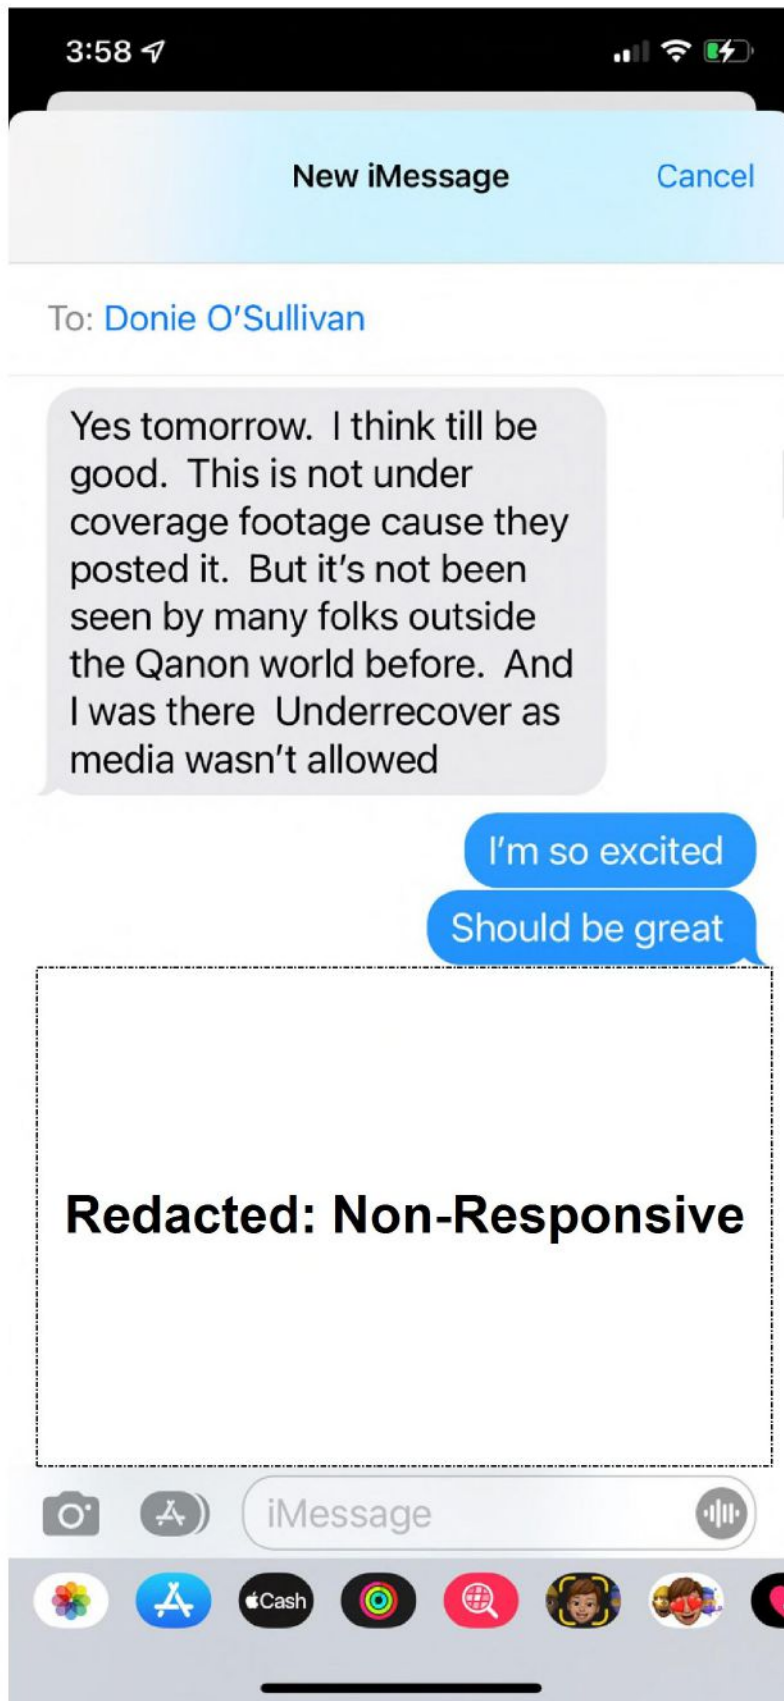 3:58
New iMessage
Cancel
To: Donie O'Sullivan
Yes tomorrow.  I think till be
good.  This is not under
coverage footage cause they
posted it.  But it's not been
seen by many folks outside
the Qanon world before.  And
I was there  Underrecover as
media wasn't allowed
I'm so excited
Should be great
Redacted: Non-Responsive
iMessage
Cash